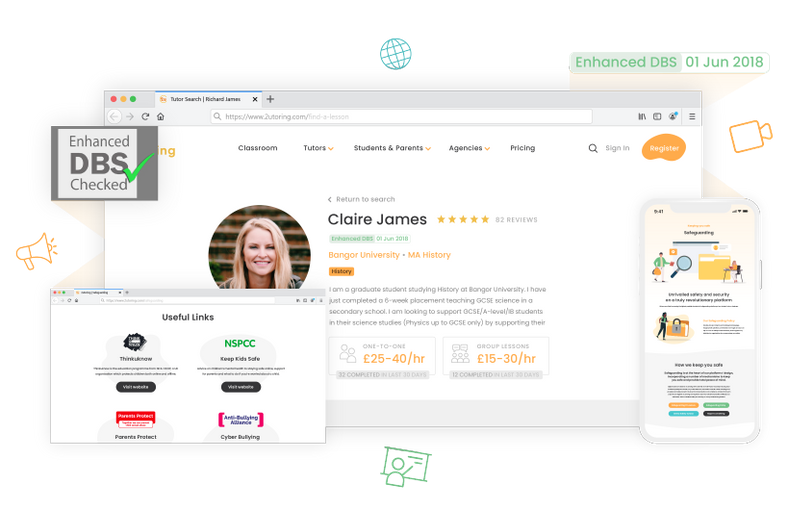 Enhanced DBS 01 Jun 2018
Tutor Search | Richard James
https://www.2utoring.com/find-a-lesson
Enhanced
DBS
Checked
ing
Classroom
Tutors
Students & Parents
Agencies
Pricing
Sign In
Register
Return to search
Claire James
82 REVIEWS
Enhanced DBS 01 Jun 2018
Bangor University • MA History
History
I am a graduate student studying History at Bangor University. I have
just completed a 6-week placement teaching GCSE science in a
secondary school. I am looking to support GCSE/A-level/IB students
in their science studies (Physics up to GCSE only) by supporting their
ONE-TO-ONE
£25-40/hr
32 COMPLETED IN LAST 30 DAYS
GROUP LESSONS
£15-30/hr
12 COMPLETED IN LAST 30 DAYS
Useful Links
Thinkuknow
Visit website
NSPCC
Keep Kids Safe
Visit website
Parents Protect
Parents Protect
Anti-Bullying
Alliance
Cyber Bullying
9:41
Safeguarding
Unrivalled safety and security
on a truly revolutionary platform
How we keep you safe